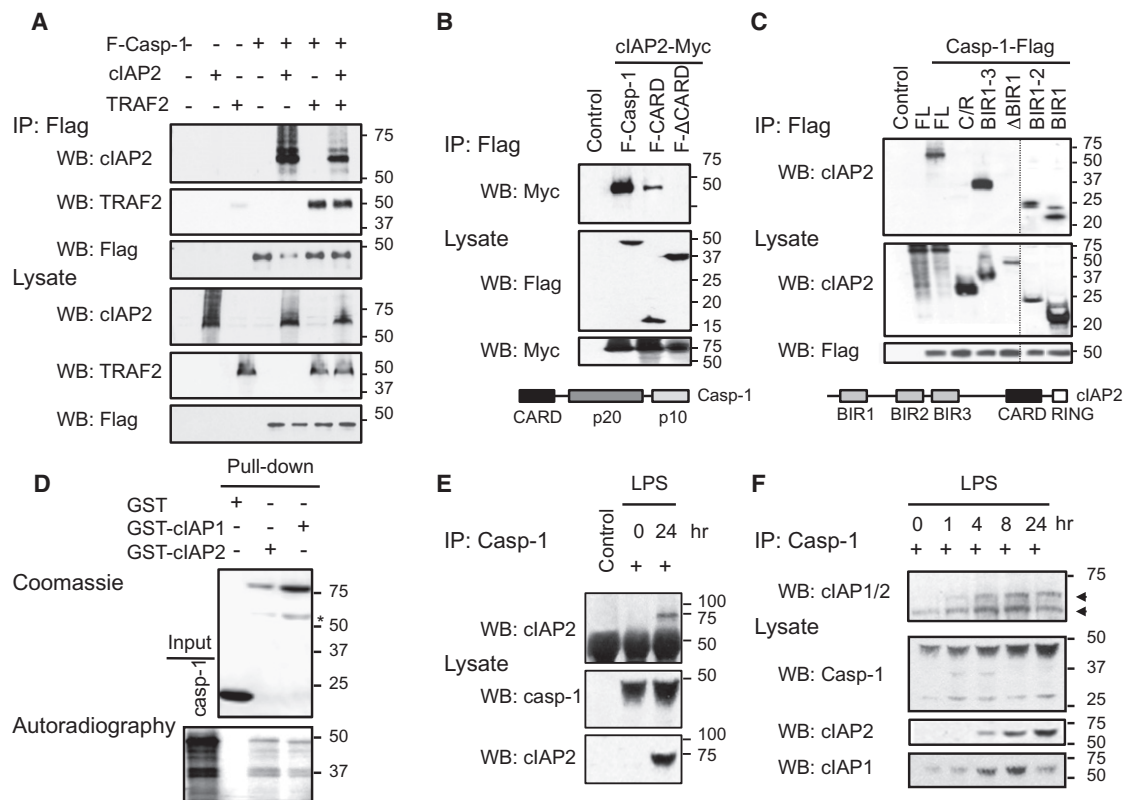 A
F-Casp-1 - - - + + + +
cIAP2 - + - - + - +
TRAF2 - - + - - + +
IP: Flag
WB: cIAP2
75
50
WB: TRAF2
50
37
WB: Flag
50
Lysate
WB: cIAP2
75
50
WB: TRAF2
50
37
WB: Flag
50
B
cIAP2-Myc
Control
F-Casp-1
F-CARD
F-ΔCARD
IP: Flag
WB: Myc
75
50
Lysate
WB: Flag
50
37
25
20
15
WB: Myc
75
50
Casp-1
CARD p20 p10
C
Casp-1-Flag
Control
FL
FL
C/R
BIR1-3
ΔBIR1
BIR1-2
BIR1
IP: Flag
WB: cIAP2
75
50
37
25
20
Lysate
WB: cIAP2
75
50
37
25
20
WB: Flag
50
cIAP2
BIR1 BIR2 BIR3 CARD RING
D
Pull-down
GST + - -
GST-cIAP1 - - +
GST-cIAP2 - + -
Coomassie
75
*
50
37
25
Input
casp-1
Autoradiography
50
37
E
LPS
Control
0 24 hr
IP: Casp-1
+ +
WB: cIAP2
100
75
50
Lysate
WB: casp-1
50
WB: cIAP2
100
75
F
LPS
0 1 4 8 24 hr
IP: Casp-1
+ + + + +
WB: cIAP1/2
75
Lysate
WB: Casp-1
50
37
25
WB: cIAP2
75
50
WB: cIAP1
75
50